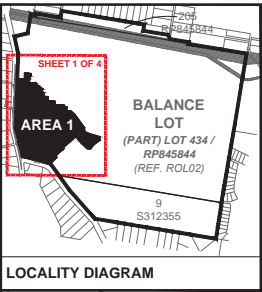 205
RP845844
SHEET 1 OF 4
AREA 1
BALANCE
LOT
(PART) LOT 434 /
RP845844
(REF. ROL02)
9
S312355
LOCALITY DIAGRAM